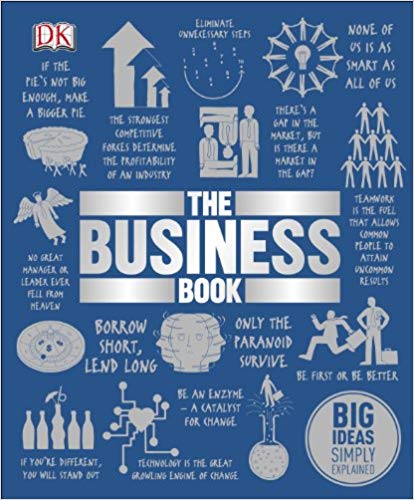 DK
IF THE
PIE'S NOT BIG
ENOUGH, MAKE
A BIGGER PIE
THE STRONGEST
COMPETITIVE
FORCES DETERMINE
THE PROFITABILITY
OF AN INDUSTRY
ELIMINATE
UNNECESSARY STEPS
THERE'S A
GAP IN THE
MARKET, BUT
IS THERE A
MARKET IN
THE GAP?
NONE OF
US IS AS
SMART AS
ALL OF US
NO GREAT
MANAGER OR
LEADER EVER
FELL FROM
HEAVEN
THE
BUSINESS
BOOK
TEAMWORK
IS THE FUEL
THAT ALLOWS
COMMON
PEOPLE TO
ATTAIN
UNCOMMON
RESULTS
BORROW
SHORT,
LEND LONG
ONLY THE
PARANOID
SURVIVE
BE FIRST OR BE BETTER
IF YOU'RE DIFFERENT,
YOU WILL STAND OUT
TECHNOLOGY IS THE GREAT
GROWLING ENGINE OF CHANGE
BE AN ENZYME
– A CATALYST
FOR CHANGE
BIG
IDEAS
SIMPLY
EXPLAINED